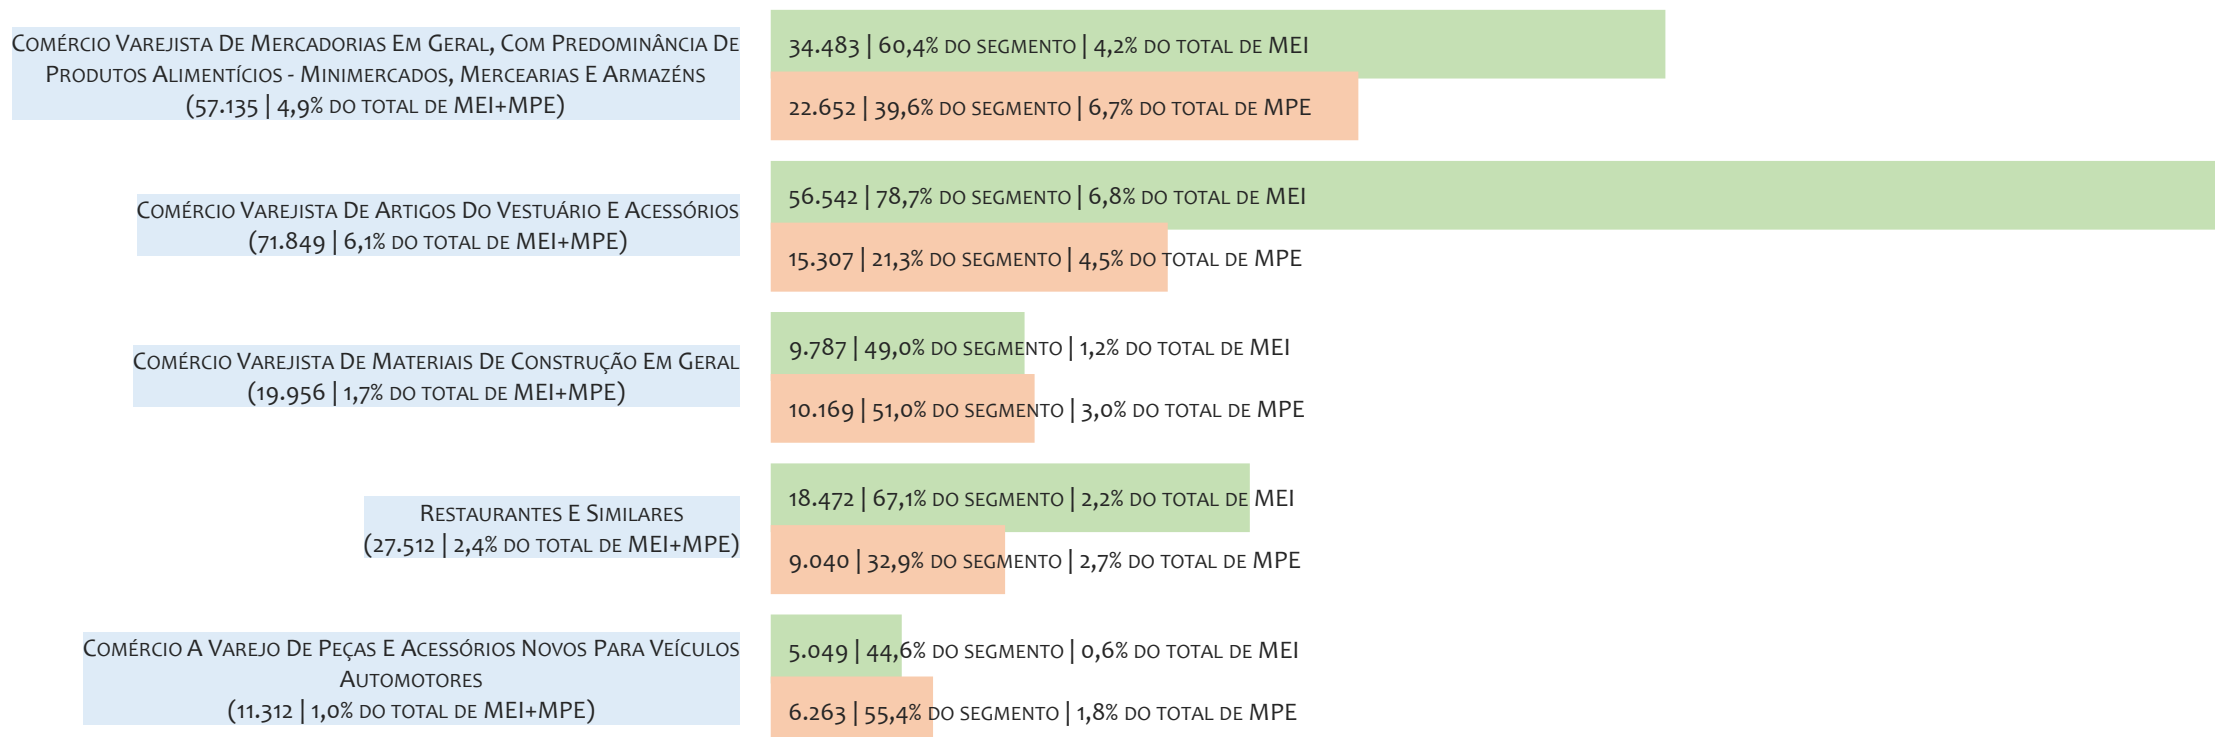 Comércio Varejista De Mercadorias Em Geral, Com Predominância De
Produtos Alimentícios - Minimercados, Mercearias E Armazéns
(57.135 | 4,9% do total de MEI+MPE)
34.483 | 60,4% do segmento | 4,2% do total de MEI
22.652 | 39,6% do segmento | 6,7% do total de MPE
Comércio Varejista De Artigos Do Vestuário E Acessórios
(71.849 | 6,1% do total de MEI+MPE)
56.542 | 78,7% do segmento | 6,8% do total de MEI
15.307 | 21,3% do segmento | 4,5% do total de MPE
Comércio Varejista De Materiais De Construção Em Geral
(19.956 | 1,7% do total de MEI+MPE)
9.787 | 49,0% do segmento | 1,2% do total de MEI
10.169 | 51,0% do segmento | 3,0% do total de MPE
Restaurantes E Similares
(27.512 | 2,4% do total de MEI+MPE)
18.472 | 67,1% do segmento | 2,2% do total de MEI
9.040 | 32,9% do segmento | 2,7% do total de MPE
Comércio A Varejo De Peças E Acessórios Novos Para Veículos
Automotores
(11.312 | 1,0% do total de MEI+MPE)
5.049 | 44,6% do segmento | 0,6% do total de MEI
6.263 | 55,4% do segmento | 1,8% do total de MPE